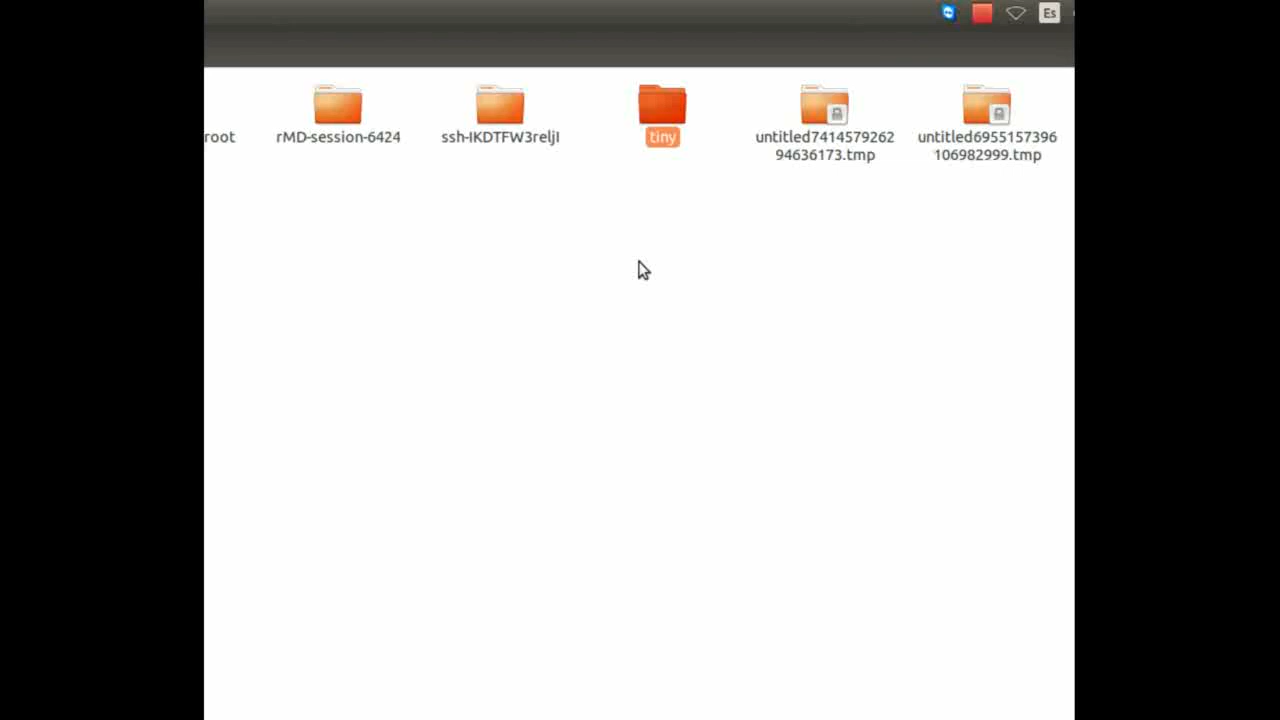 Es
root
rMD-session-6424
ssh-IKDTFW3reljI
tiny
untitled7414579262
94636173.tmp
untitled6955157396
106982999.tmp